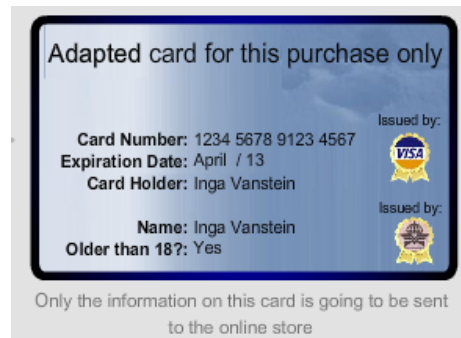 Adapted card for this purchase only
Issued by:
VISA
Card Number: 1234 5678 9123 4567
Expiration Date: April / 13
Card Holder: Inga Vanstein
Issued by:
Name: Inga Vanstein
Older than 18?: Yes
Only the information on this card is going to be sent
to the online store